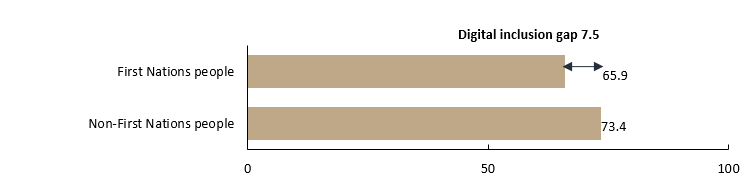 Digital inclusion gap 7.5
First Nations people
65.9
Non-First Nations people
73.4
0
50
100